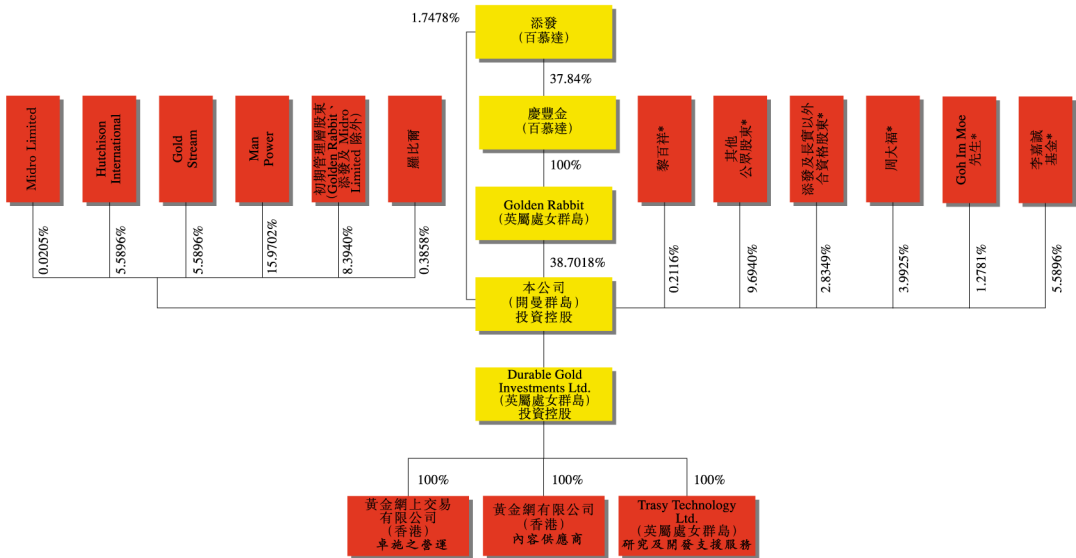 1.7478%
添發
(百慕達)
37.84%
慶豐金
(百慕達)
100%
Golden Rabbit
(英屬處女群島)
38.7018%
Midro Limited
Hutchison
International
Gold
Stream
Man
Power
初期管理層股東
(Golden Rabbit、
添發及 Midro
Limited 除外)
羅比爾
黎百祥*
其他
公眾股東*
添發及長實以外
合資格股東*
周大福*
Goh Im Moe
先生*
李嘉誠
基金*
0.0205%
5.5896%
5.5896%
15.9702%
8.3940%
0.3858%
0.2116%
9.6940%
2.8349%
3.9925%
1.2781%
5.5896%
本公司
(開曼群島)
投資控股
Durable Gold
Investments Ltd.
(英屬處女群島)
投資控股
100%
100%
100%
黃金網上交易
有限公司
(香港)
卓施之營運
黃金網有限公司
(香港)
內容供應商
Trasy Technology
Ltd.
(英屬處女群島)
研究及開發支援服務